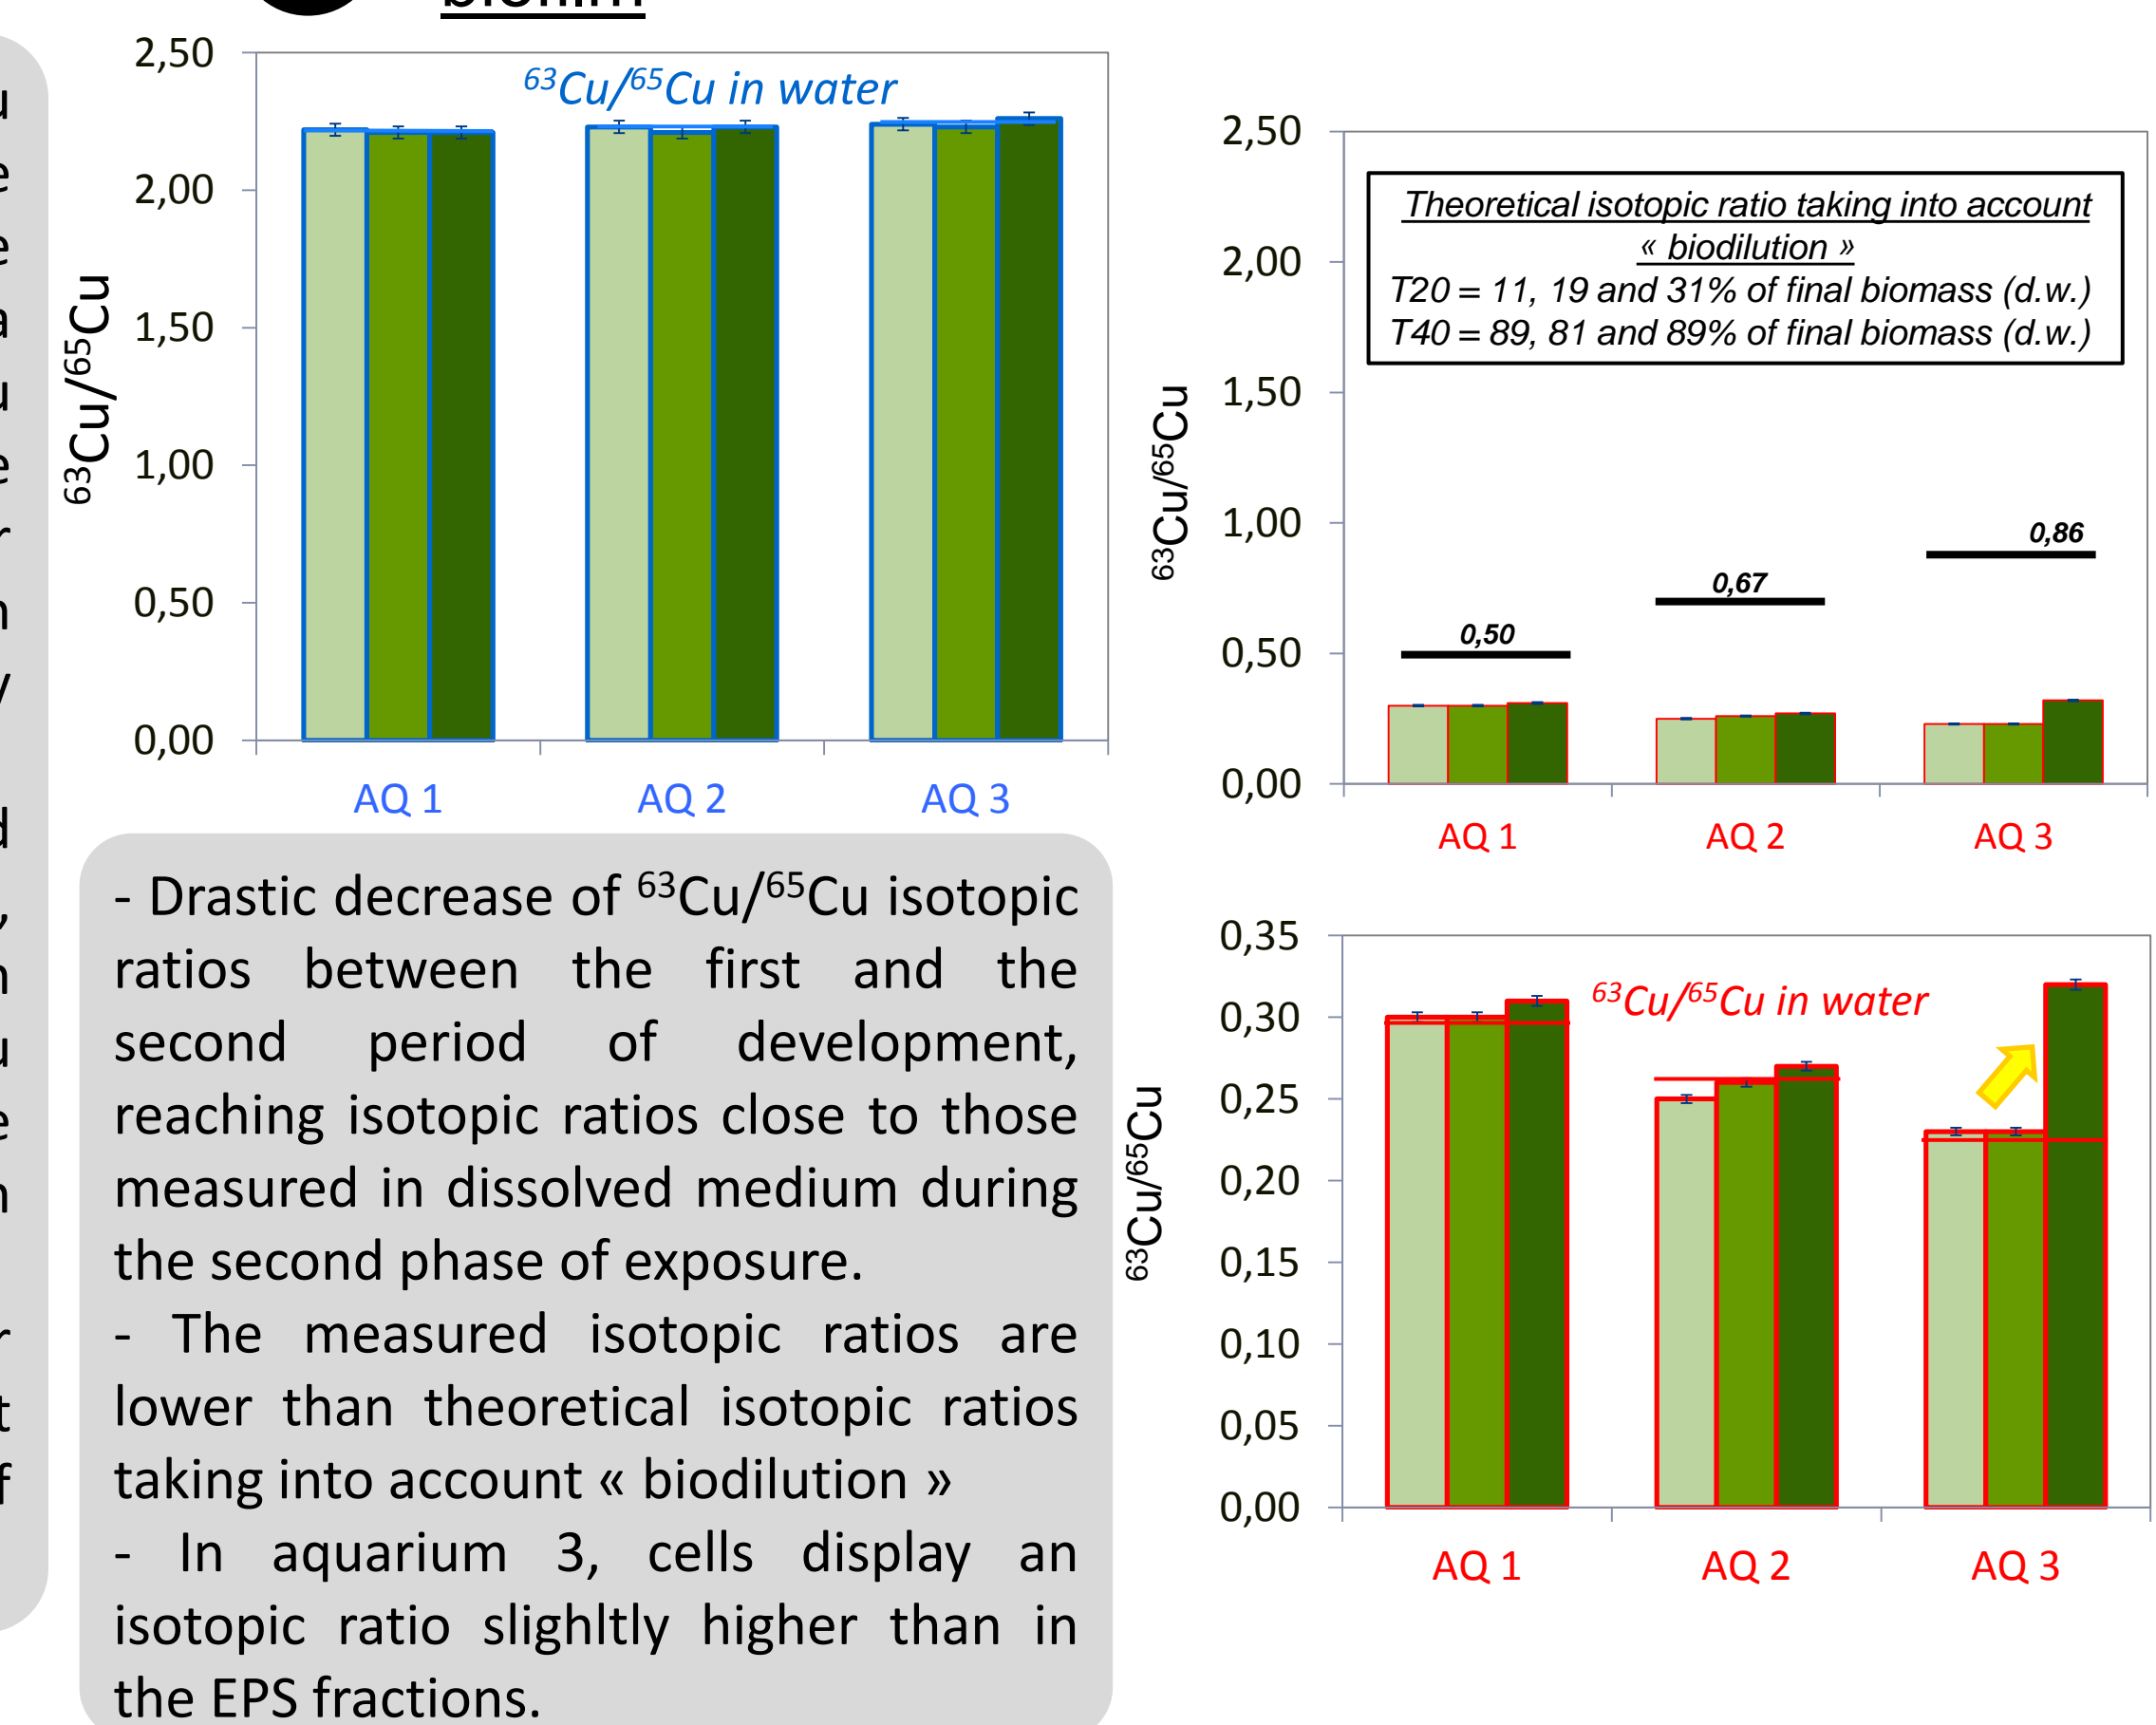 2,50
2,00
1,50
1,00
0,50
0,00
63Cu/65Cu
63Cu/65Cu in water
AQ 1
AQ 2
AQ 3
2,50
2,00
1,50
1,00
0,50
0,00
63Cu/65Cu
Theoretical isotopic ratio taking into account
« biodilution »
T20 = 11, 19 and 31% of final biomass (d.w.)
T40 = 89, 81 and 89% of final biomass (d.w.)
0,50
0,67
0,86
AQ 1
AQ 2
AQ 3
- Drastic decrease of 63Cu/65Cu isotopic
ratios between the first and the
second period of development,
reaching isotopic ratios close to those
measured in dissolved medium during
the second phase of exposure.
- The measured isotopic ratios are
lower than theoretical isotopic ratios
taking into account « biodilution »
- In aquarium 3, cells display an
isotopic ratio slighltly higher than in
the EPS fractions.
0,35
0,30
0,25
0,20
0,15
0,10
0,05
0,00
63Cu/65Cu
63Cu/65Cu in water
AQ 1
AQ 2
AQ 3